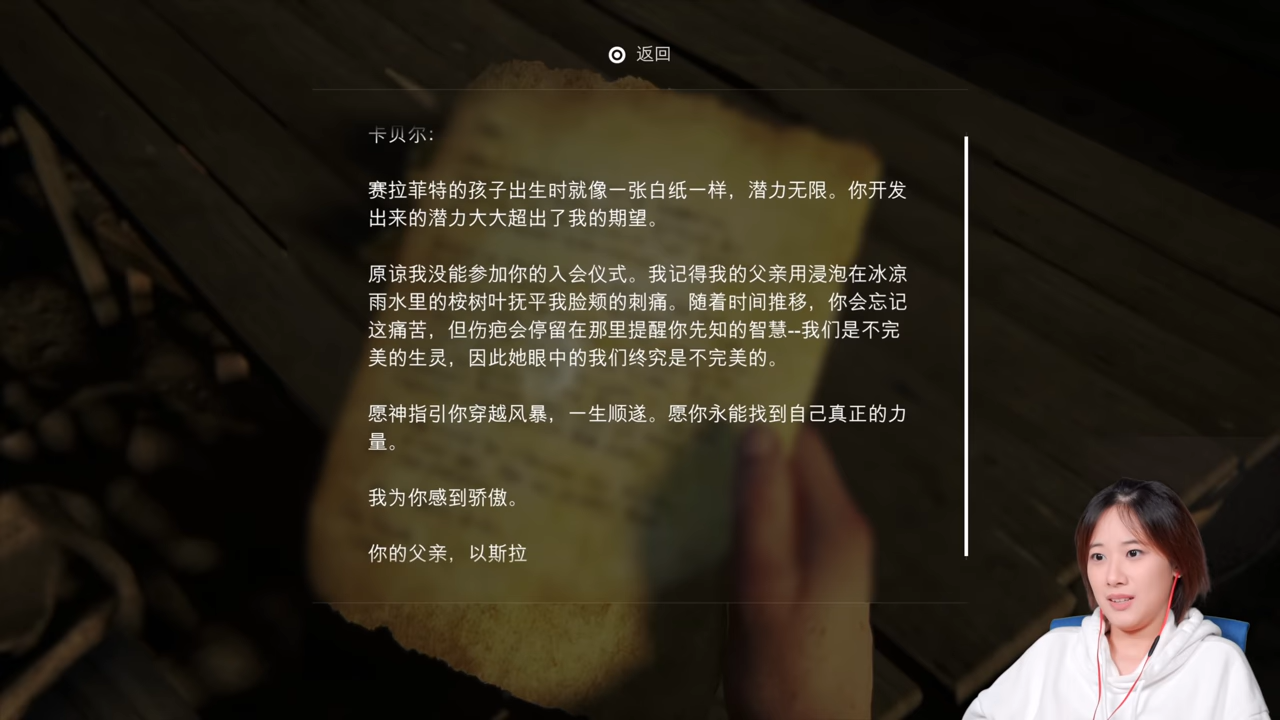 返回
卡贝尔:
赛拉菲特的孩子出生时就像一张白纸一样，潜力无限。你开发
出来的潜力大大超出了我的期望。
原谅我没能参加你的入会仪式。我记得我的父亲用浸泡在冰凉
雨水里的桉树叶抚平我脸颊的刺痛。随着时间推移，你会忘记
这痛苦，但伤疤会停留在那里提醒你先知的智慧--我们是不完
美的生灵，因此她眼中的我们终究是不完美的。
愿神指引你穿越风暴，一生顺遂。愿你永能找到自己真正的力
量。
我为你感到骄傲。
你的父亲，以斯拉